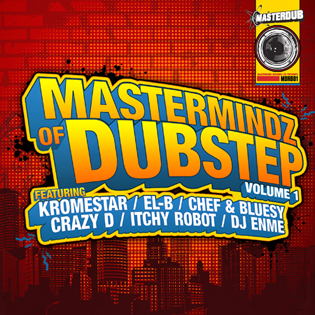 MASTERDUB
MDR001
MASTERMINDZ
OF DUBSTEP
VOLUME 1
FEATURING
KROMESTAR / EL-B / CHEF & BLUESY
CRAZY D / ITCHY ROBOT / DJ ENME